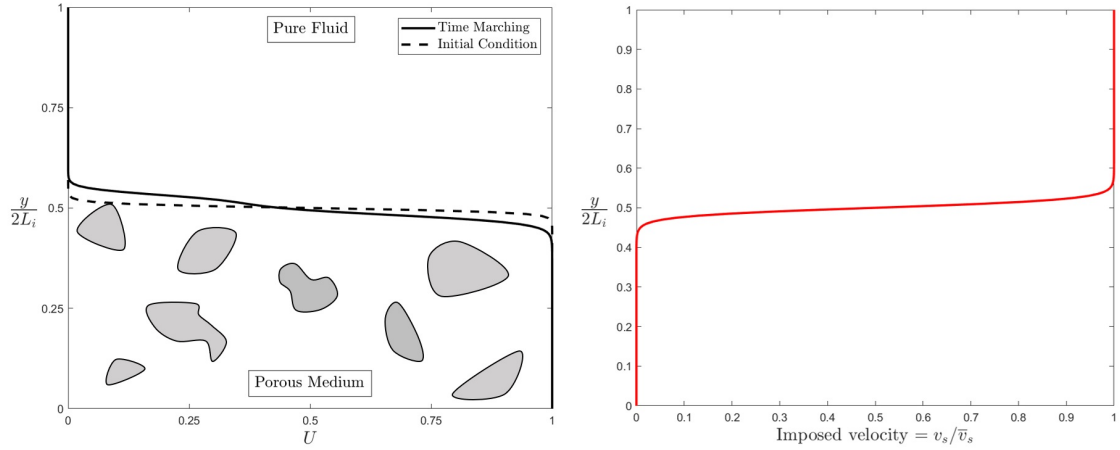 Pure Fluid
Time Marching
Initial Condition
1
0.75
y/2L_i
0.5
0.25
0
Porous Medium
0 0.25 0.5 0.75 1
U
1
0.9
0.8
0.7
0.6
y/2L_i
0.5
0.4
0.3
0.2
0.1
0
0 0.1 0.2 0.3 0.4 0.5 0.6 0.7 0.8 0.9 1
Imposed velocity = v_s/v̅_s